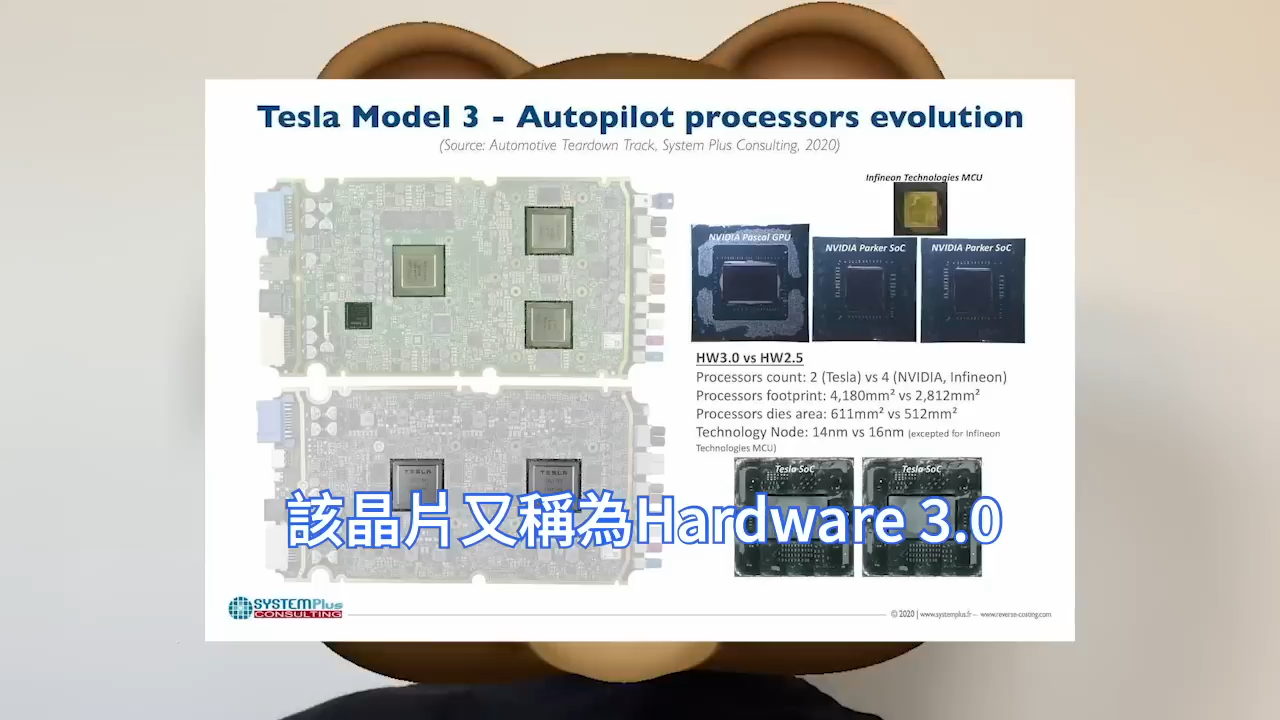 Tesla Model 3 - Autopilot processors evolution
(Source: Automotive Teardown Track, System Plus Consulting, 2020)
Infineon Technologies MCU
NVIDIA Pascal GPU
NVIDIA Parker SoC
NVIDIA Parker SoC
HW3.0 vs HW2.5
Processors count: 2 (Tesla) vs 4 (NVIDIA, Infineon)
Processors footprint: 4,180mm² vs 2,812mm²
Processors dies area: 611mm² vs 512mm²
Technology Node: 14nm vs 16nm (excepted for Infineon
Technologies MCU)
TESLA
TESLA
Tesla SoC
Tesla SoC
該晶片又稱為Hardware 3.0
SYSTEMPlus
CONSULTING
© 2020 | www.systemplus.fr – www.reverse-costing.com